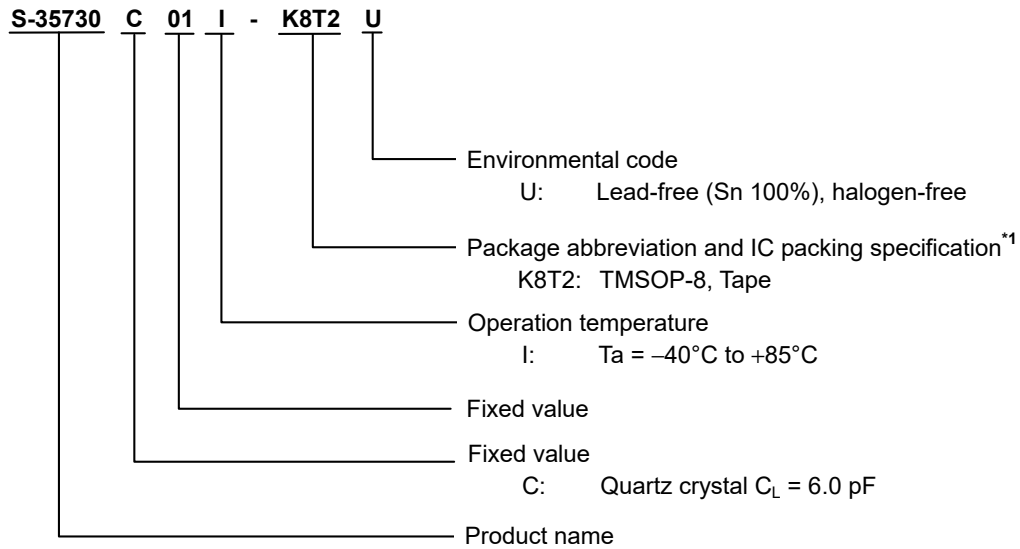 S-35730 C 01 I - K8T2 U
Environmental code
U: Lead-free (Sn 100%), halogen-free
Package abbreviation and IC packing specification*1
K8T2: TMSOP-8, Tape
Operation temperature
I: Ta = −40°C to +85°C
Fixed value
Fixed value
C: Quartz crystal CL = 6.0 pF
Product name